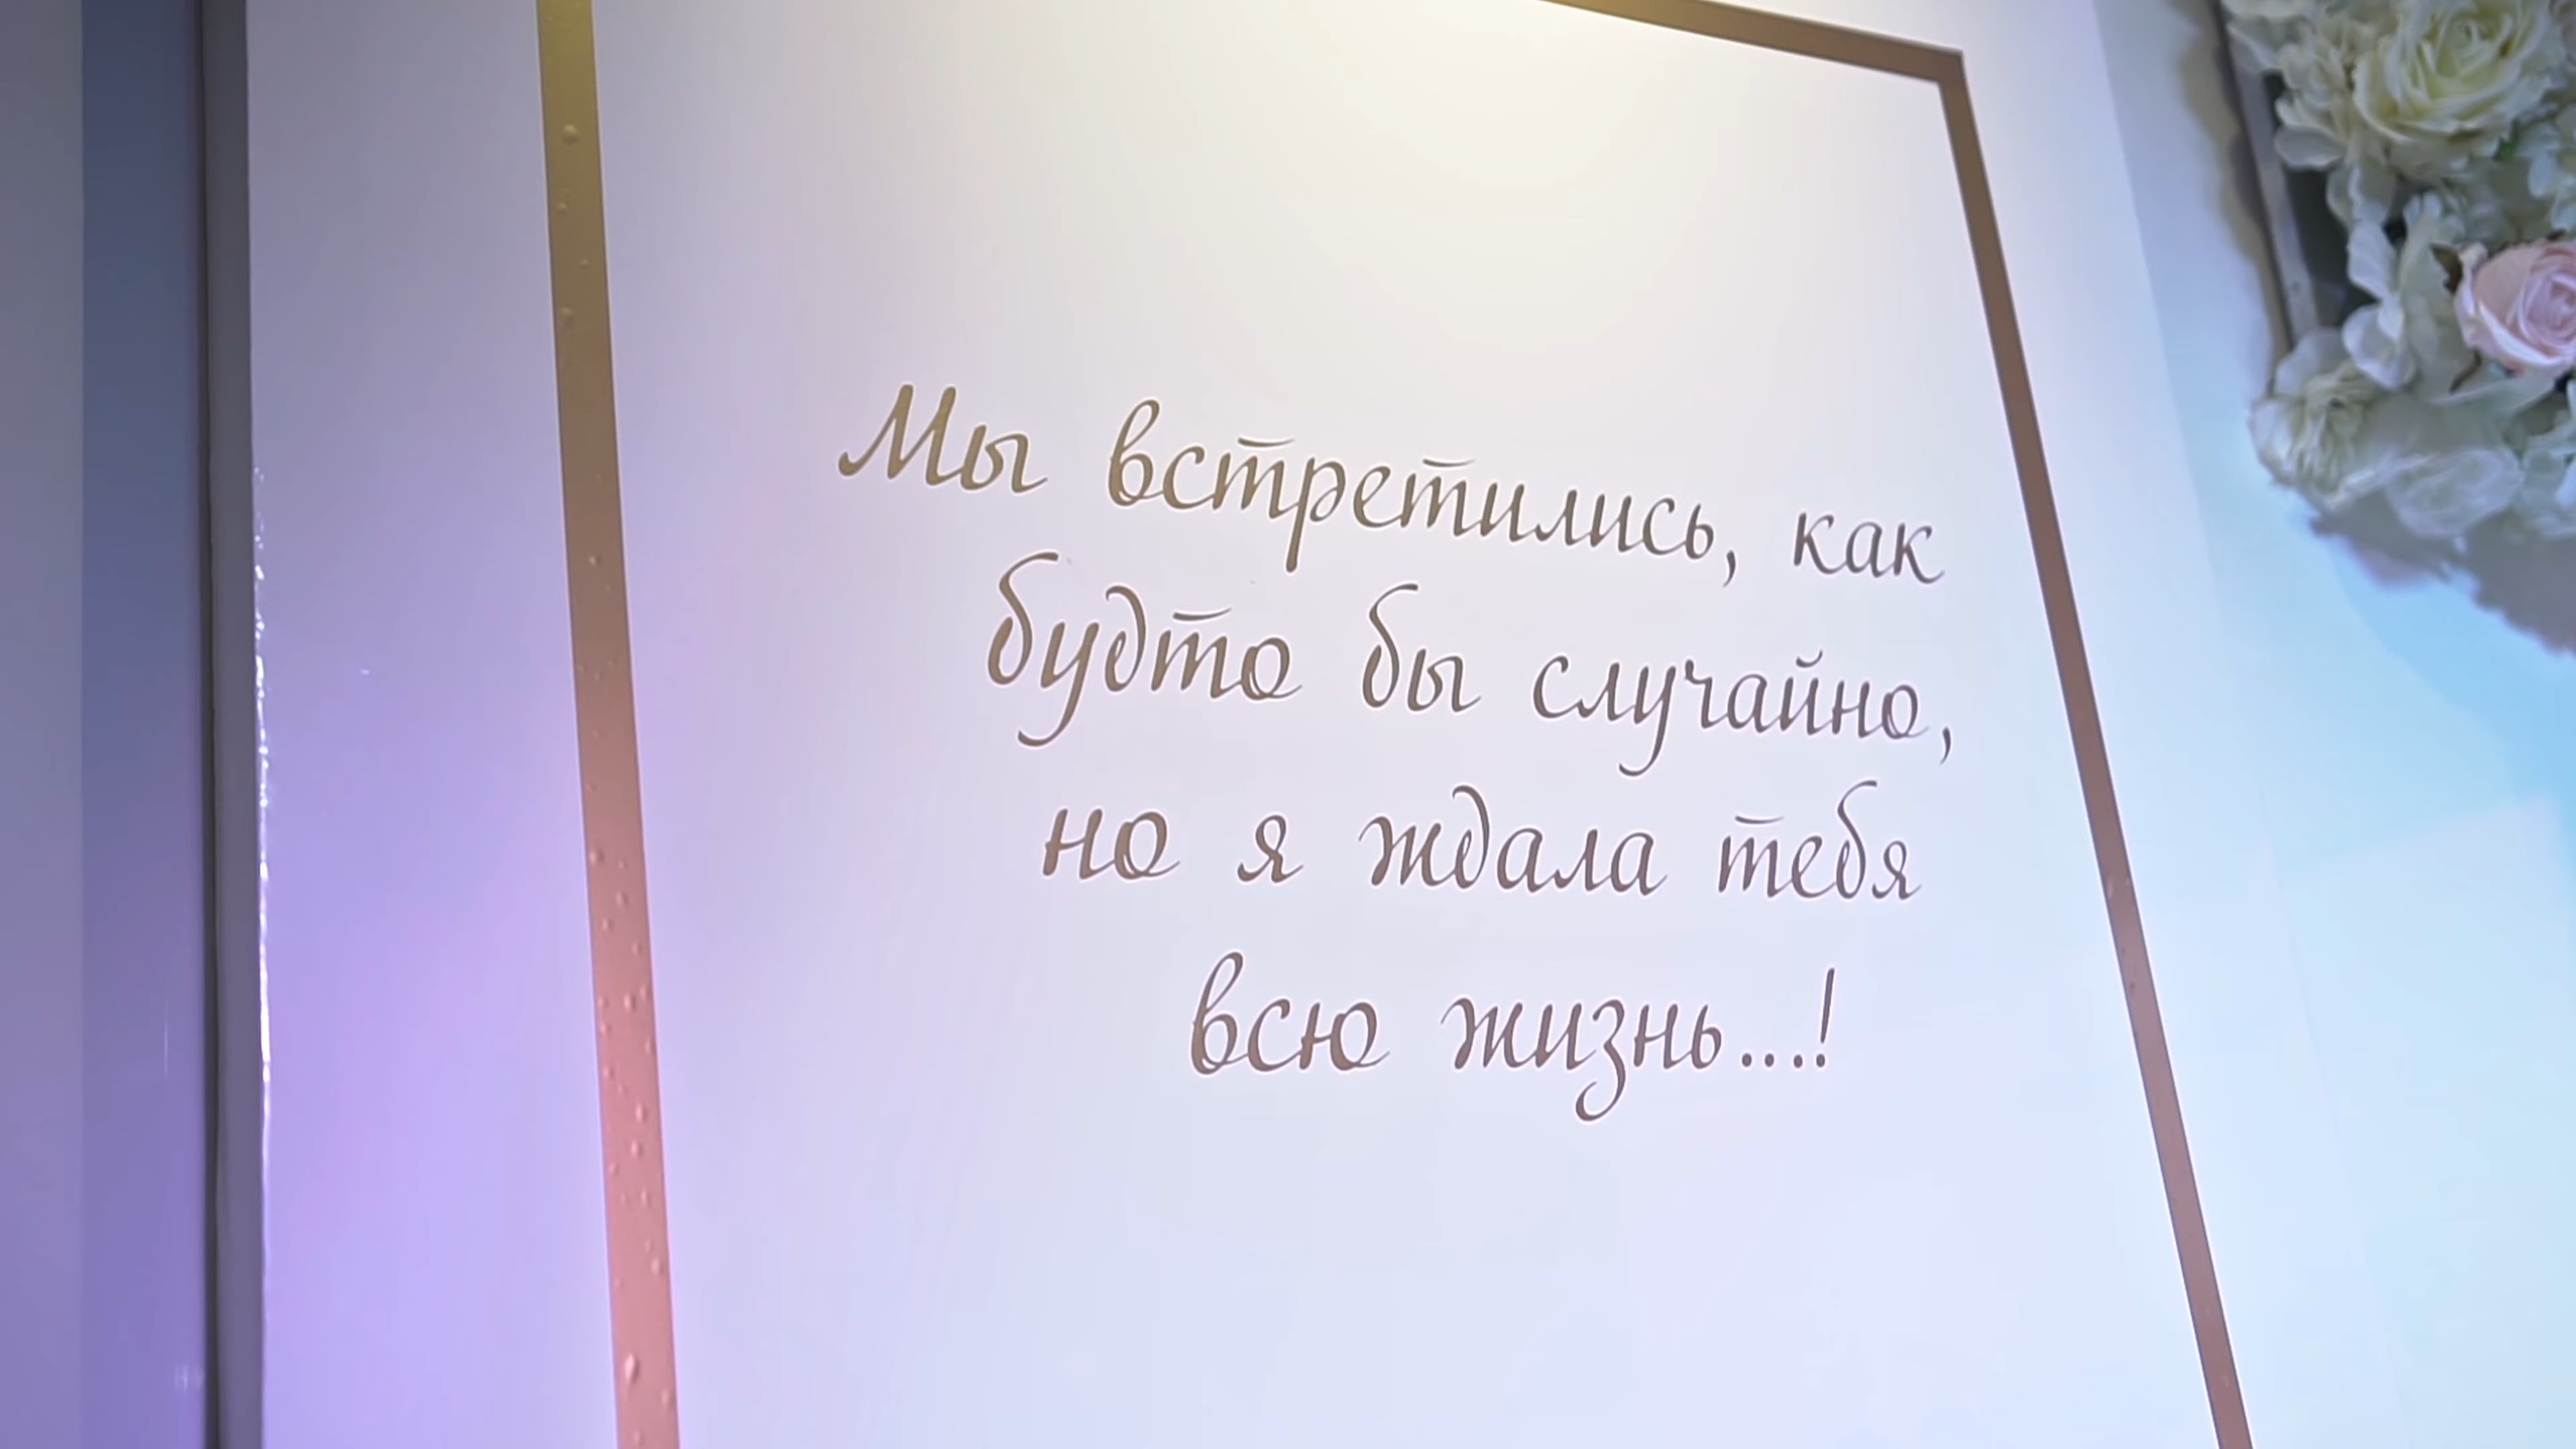 Мы встретились, как
будто бы случайно,
но я ждала тебя
всю жизнь...!